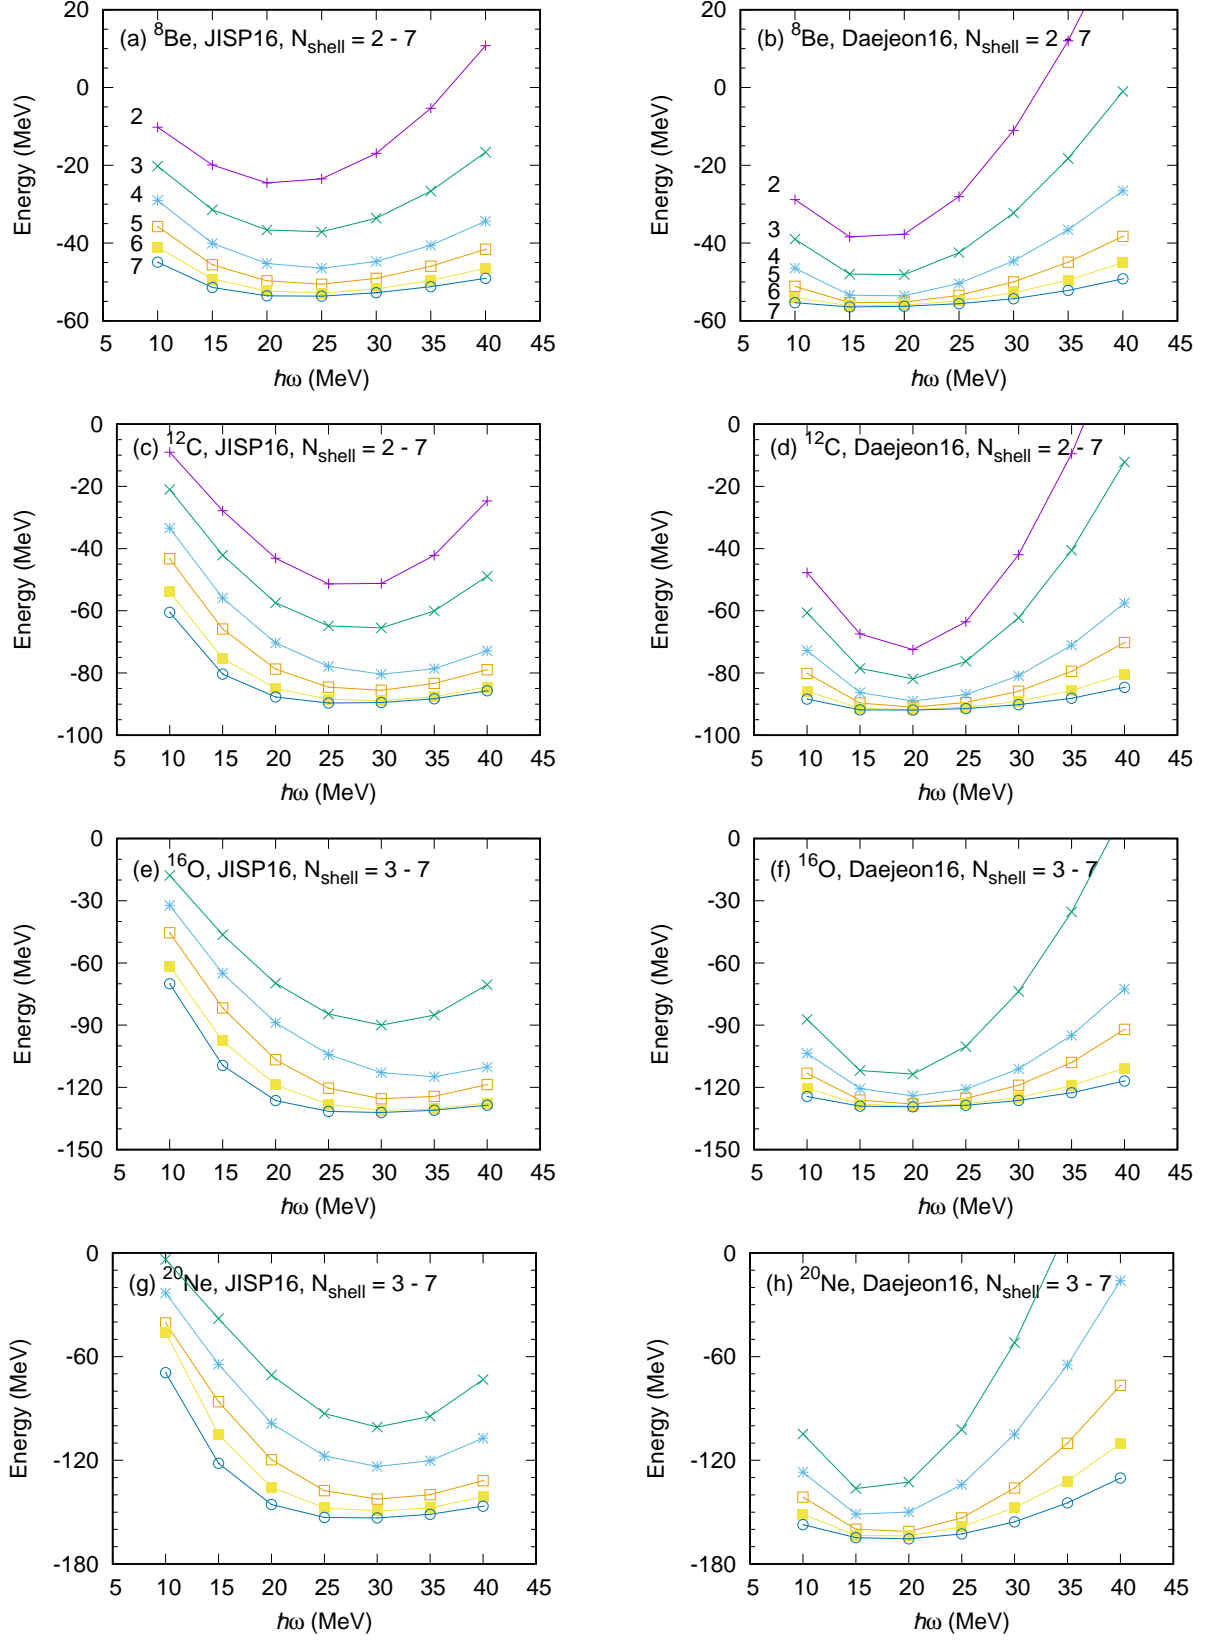 (a) ⁸Be, JISP16, N_shell = 2 - 7
20
0
-20
-40
-60
Energy (MeV)
2
3
4
5
6
7
5 10 15 20 25 30 35 40 45
ħω (MeV)
(b) ⁸Be, Daejeon16, N_shell = 2 - 7
20
0
-20
-40
-60
Energy (MeV)
2
3
4
5
6
7
5 10 15 20 25 30 35 40 45
ħω (MeV)
(c) ¹²C, JISP16, N_shell = 2 - 7
0
-20
-40
-60
-80
-100
Energy (MeV)
5 10 15 20 25 30 35 40 45
ħω (MeV)
(d) ¹²C, Daejeon16, N_shell = 2 - 7
0
-20
-40
-60
-80
-100
Energy (MeV)
5 10 15 20 25 30 35 40 45
ħω (MeV)
(e) ¹⁶O, JISP16, N_shell = 3 - 7
0
-30
-60
-90
-120
-150
Energy (MeV)
5 10 15 20 25 30 35 40 45
ħω (MeV)
(f) ¹⁶O, Daejeon16, N_shell = 3 - 7
0
-30
-60
-90
-120
-150
Energy (MeV)
5 10 15 20 25 30 35 40 45
ħω (MeV)
(g) ²⁰Ne, JISP16, N_shell = 3 - 7
0
-60
-120
-180
Energy (MeV)
5 10 15 20 25 30 35 40 45
ħω (MeV)
(h) ²⁰Ne, Daejeon16, N_shell = 3 - 7
0
-60
-120
-180
Energy (MeV)
5 10 15 20 25 30 35 40 45
ħω (MeV)